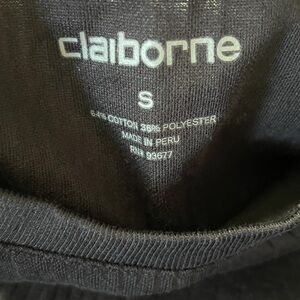 claiborne
S
64% COTTON 36% POLYESTER
MADE IN PERU
RN# 93677